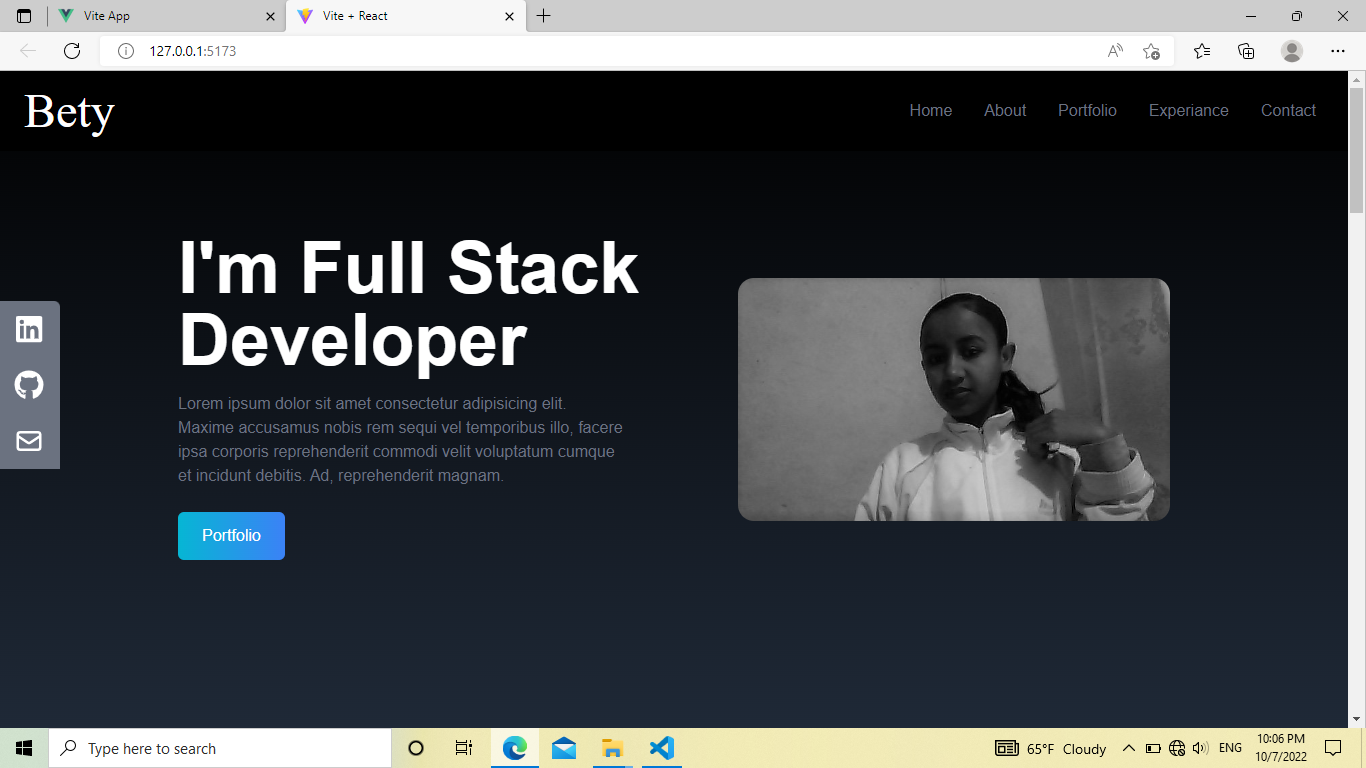 Vite App
Vite + React
127.0.0.1:5173
Bety
Home About Portfolio Experiance Contact
I'm Full Stack
Developer
Lorem ipsum dolor sit amet consectetur adipisicing elit.
Maxime accusamus nobis rem sequi vel temporibus illo, facere
ipsa corporis reprehenderit commodi velit voluptatum cumque
et incidunt debitis. Ad, reprehenderit magnam.
Portfolio
Type here to search
65°F Cloudy
ENG
10:06 PM
10/7/2022